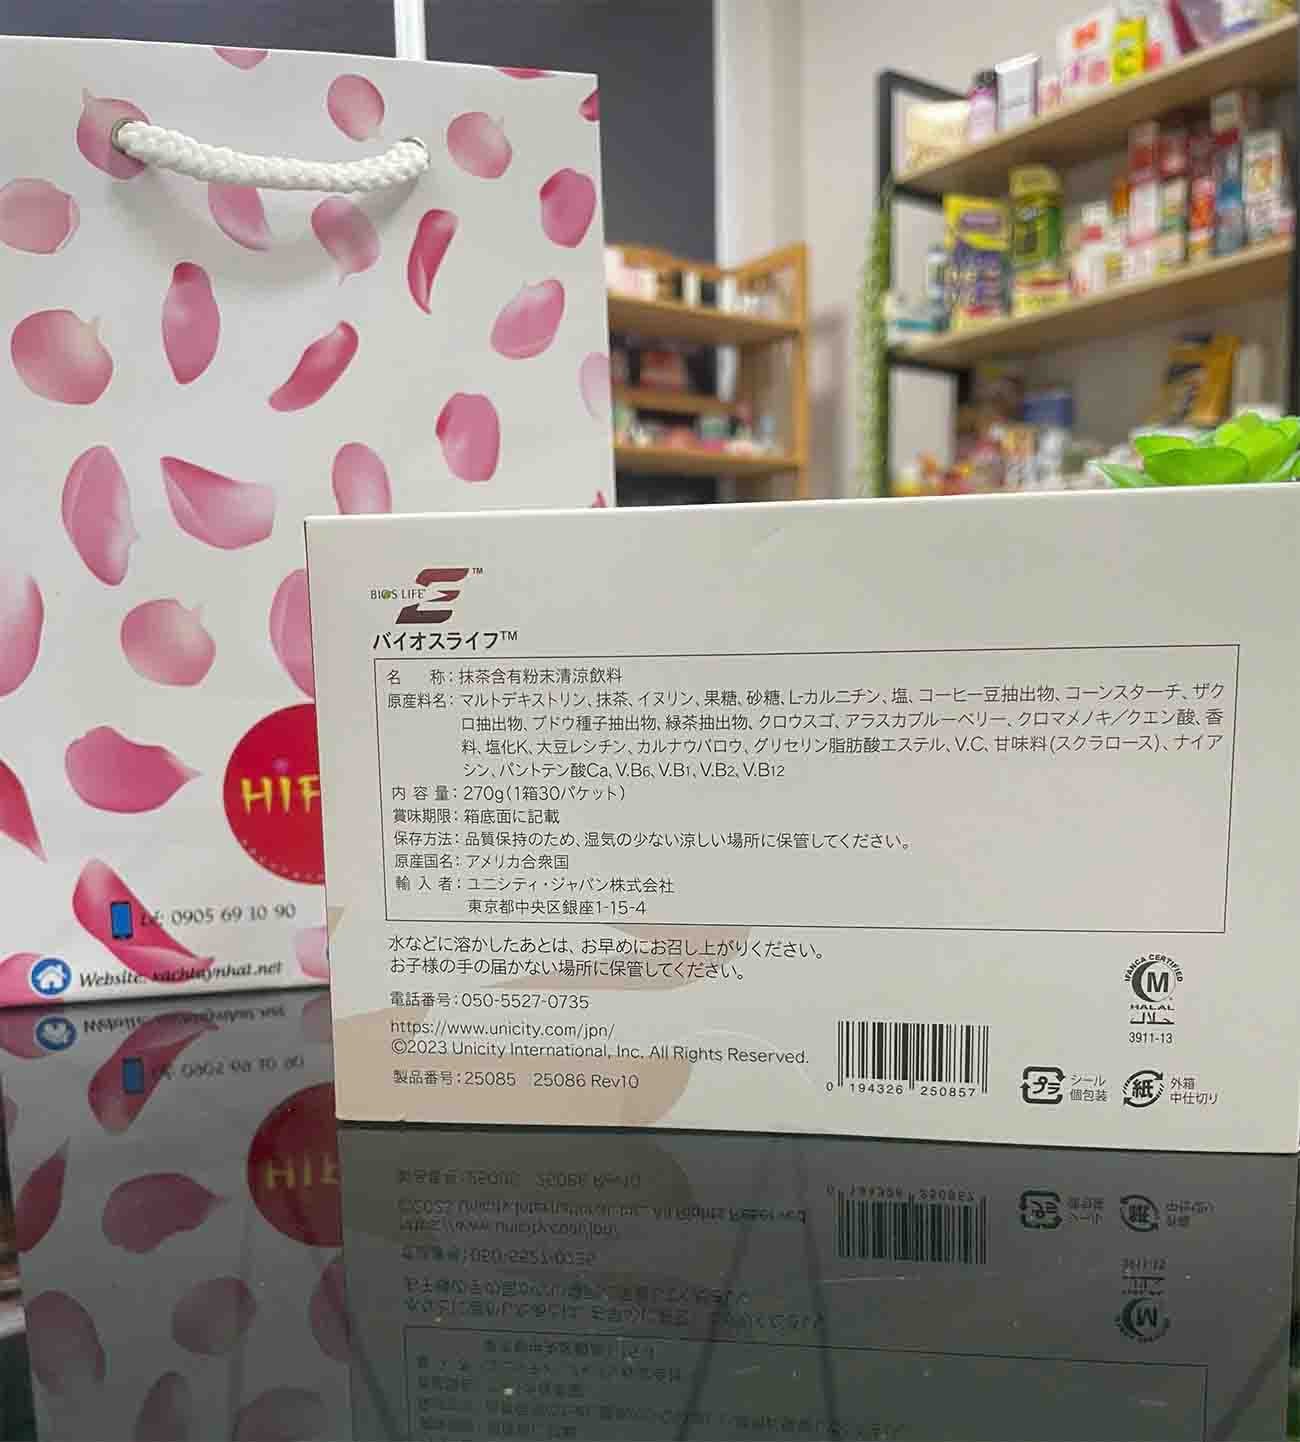 HIF
Lẻ: 0905 69 10 90
Website: xachtaynhat.net
BIOS LIFE E™
バイオスライフ™
名 称：抹茶含有粉末清涼飲料
原産料名：マルトデキストリン、抹茶、イヌリン、果糖、砂糖、L-カルニチン、塩、コーヒー豆抽出物、コーンスターチ、ザク
ロ抽出物、ブドウ種子抽出物、緑茶抽出物、クロウスゴ、アラスカブルーベリー、クロマメノキ／クエン酸、香
料、塩化K、大豆レシチン、カルナウバロウ、グリセリン脂肪酸エステル、V.C、甘味料(スクラロース)、ナイア
シン、パントテン酸Ca、V.B6、V.B1、V.B2、V.B12
内 容 量：270g(1箱30パケット)
賞味期限：箱底面に記載
保存方法：品質保持のため、湿気の少ない涼しい場所に保管してください。
原産国名：アメリカ合衆国
輸 入 者：ユニシティ・ジャパン株式会社
東京都中央区銀座1-15-4
水などに溶かしたあとは、お早めにお召し上がりください。
お子様の手の届かない場所に保管してください。
電話番号：050-5527-0735
https://www.unicity.com/jpn/
©2023 Unicity International, Inc. All Rights Reserved.
製品番号：25085 25086 Rev10
0 194326 250857
IFANCA CERTIFIED
M
HALAL
حلال
3911-13
プラ
シール
個包装
紙
外箱
中仕切り